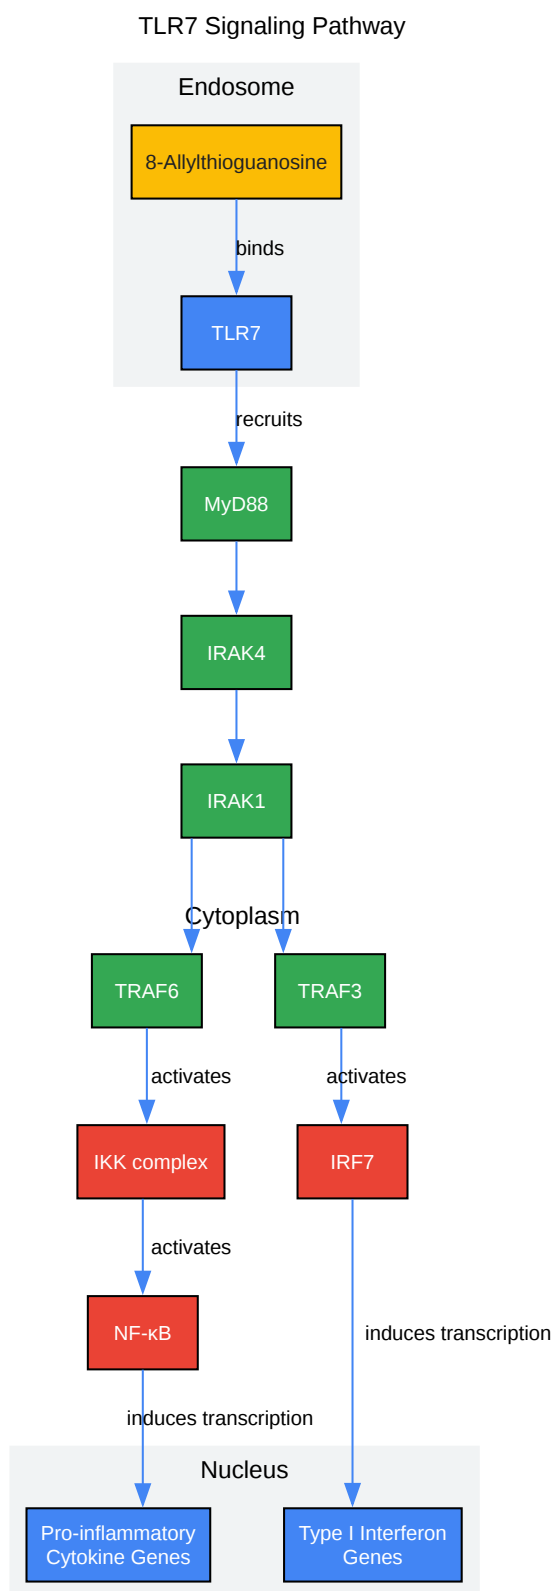 TLR7 Signaling Pathway
Endosome
8-Allylthioguanosine
binds
TLR7
recruits
MyD88
IRAK4
IRAK1
Cytoplasm
TRAF6
TRAF3
activates
activates
IKK complex
IRF7
activates
NF-κB
induces transcription
induces transcription
Nucleus
Pro-inflammatory
Cytokine Genes
Type I Interferon
Genes